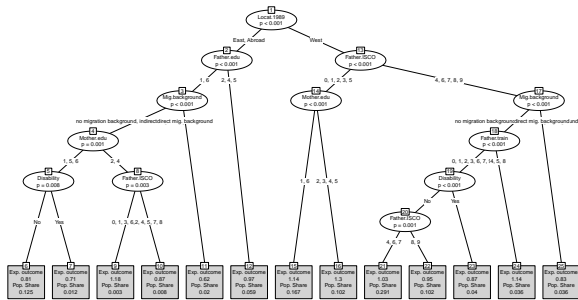 1
Locat.1989
p < 0.001
East, Abroad
West
2
Father.edu
p < 0.001
13
Father.ISCO
p < 0.001
1, 6
2, 4, 5
0, 1, 2, 3, 5
4, 6, 7, 8, 9
3
Mig.background
p < 0.001
14
Mother.edu
p < 0.001
17
Mig.background
p < 0.001
no migration background, indirect
direct mig. background
no migration background
direct mig. background
4
Mother.edu
p = 0.001
18
Father.train
p < 0.001
1, 5, 6
2, 4
1, 6
2, 3, 4, 5
0, 1, 2, 3, 6, 7
4, 5, 8
5
Disability
p = 0.008
8
Father.ISCO
p = 0.003
19
Disability
p < 0.001
No
Yes
0, 1, 3, 6
2, 4, 5, 7, 8
No
Yes
20
Father.ISCO
p = 0.001
4, 6, 7
8, 9
Exp. outcome
0.81
Pop. Share
0.125
Exp. outcome
0.71
Pop. Share
0.012
Exp. outcome
1.18
Pop. Share
0.003
Exp. outcome
0.87
Pop. Share
0.008
Exp. outcome
0.62
Pop. Share
0.02
Exp. outcome
0.97
Pop. Share
0.059
Exp. outcome
1.14
Pop. Share
0.167
Exp. outcome
1.3
Pop. Share
0.102
Exp. outcome
1.03
Pop. Share
0.291
Exp. outcome
0.95
Pop. Share
0.102
Exp. outcome
0.87
Pop. Share
0.04
Exp. outcome
1.14
Pop. Share
0.036
Exp. outcome
0.83
Pop. Share
0.036